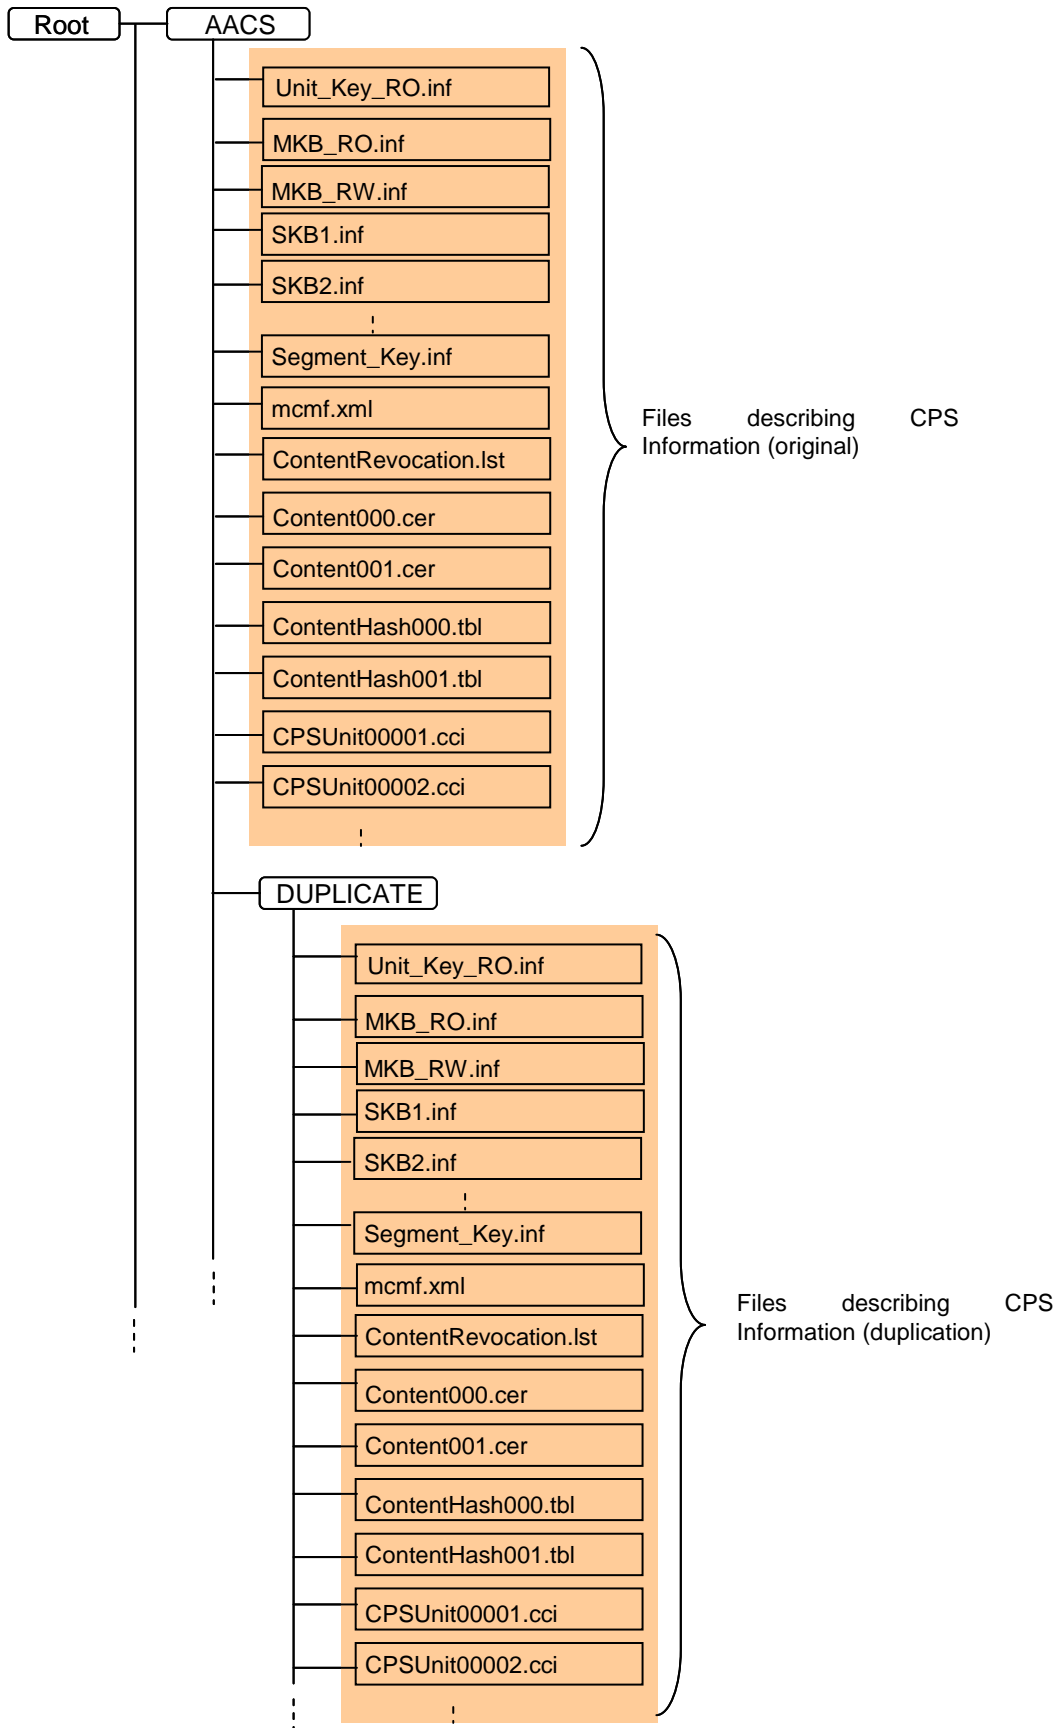 Root
AACS
Unit_Key_RO.inf
MKB_RO.inf
MKB_RW.inf
SKB1.inf
SKB2.inf
Segment_Key.inf
mcmf.xml
ContentRevocation.lst
Content000.cer
Content001.cer
ContentHash000.tbl
ContentHash001.tbl
CPSUnit00001.cci
CPSUnit00002.cci
Files describing CPS
Information (original)
DUPLICATE
Unit_Key_RO.inf
MKB_RO.inf
MKB_RW.inf
SKB1.inf
SKB2.inf
Segment_Key.inf
mcmf.xml
ContentRevocation.lst
Content000.cer
Content001.cer
ContentHash000.tbl
ContentHash001.tbl
CPSUnit00001.cci
CPSUnit00002.cci
Files describing CPS
Information (duplication)